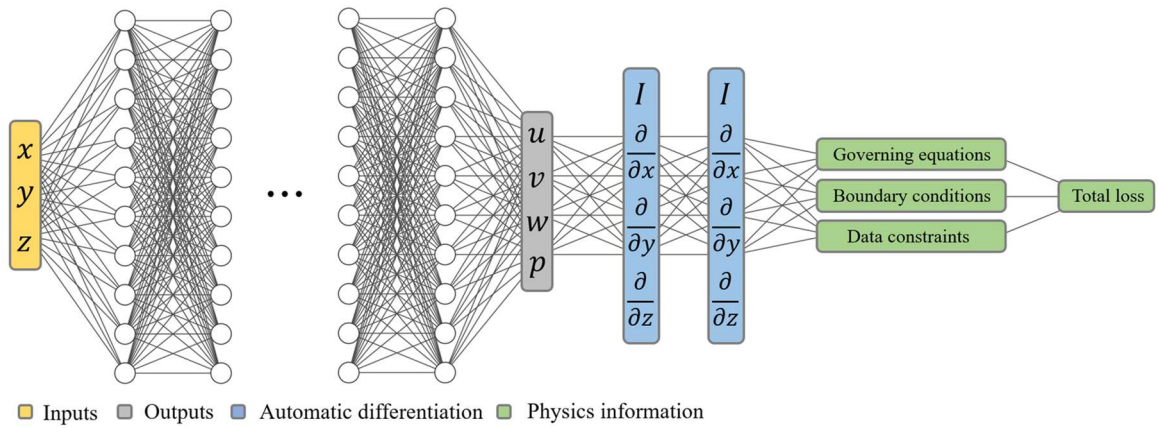 x
y
z
...
u
v
w
p
I
∂
∂x
∂
∂y
∂
∂z
I
∂
∂x
∂
∂y
∂
∂z
Governing equations
Boundary conditions
Data constraints
Total loss
Inputs Outputs Automatic differentiation Physics information